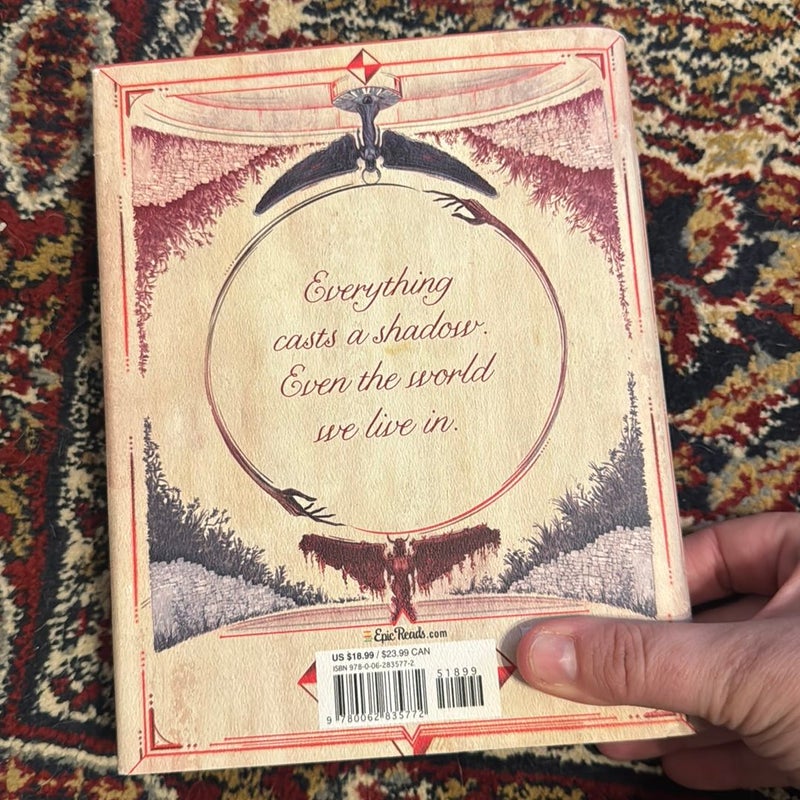 Everything
casts a shadow.
Even the world
we live in.
EpicReads.com
US $18.99 / $23.99 CAN
ISBN 978-0-06-283577-2
51899
9 780062 835772